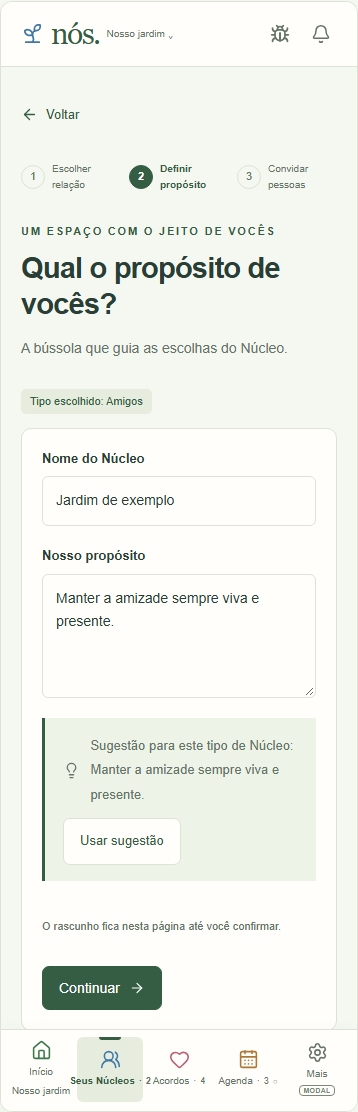 nós. Nosso jardim
Voltar
1 Escolher relação
2 Definir propósito
3 Convidar pessoas
UM ESPAÇO COM O JEITO DE VOCÊS
Qual o propósito de
vocês?
A bússola que guia as escolhas do Núcleo.
Tipo escolhido: Amigos
Nome do Núcleo
Jardim de exemplo
Nosso propósito
Manter a amizade sempre viva e
presente.
Sugestão para este tipo de Núcleo:
Manter a amizade sempre viva e
presente.
Usar sugestão
O rascunho fica nesta página até você confirmar.
Continuar
Início
Nosso jardim
Seus Núcleos · 2
Acordos · 4
Agenda · 3
Mais
MODAL